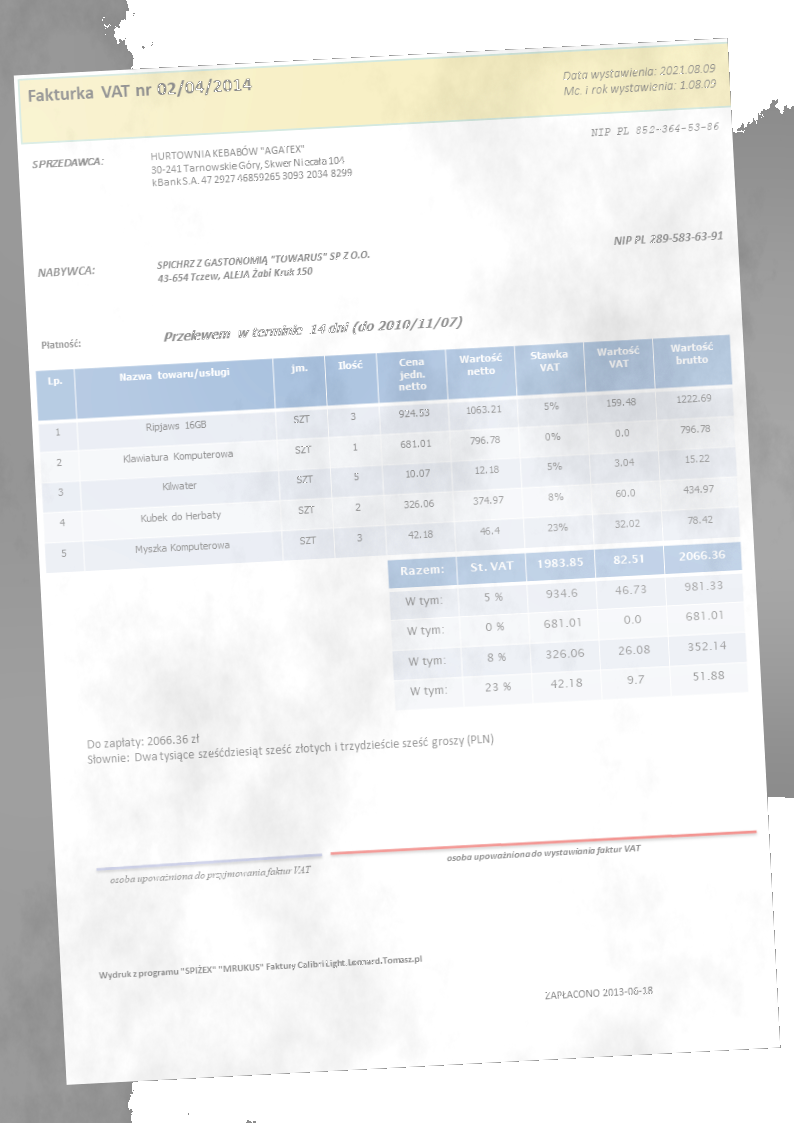 Fakturka VAT nr 02/04/2014
Data wystawienia: 2021.08.09
Mc. i rok wystawienia: 1.08.09
NIP PL 852-364-53-86
SPRZEDAWCA:
HURTOWNIA KEBABÓW "AGATEX"
30-241 Tarnowskie Góry, Skwer Niecała 104
kBank S.A. 47 2927 46859265 3093 2034 8299
NIP PL 289-583-63-91
NABYWCA:
SPICHRZ Z GASTONOMIĄ "TOWARUS" SP Z O.O.
43-654 Tczew, ALEJA Żabi Kruk 150
Płatność:
Przelewem w terminie 14 dni (do 2010/11/07)
Lp. Nazwa towaru/usługi jm. Ilość Cena jedn. netto Wartość netto Stawka VAT Wartość VAT Wartość brutto
1 Ripjaws 16GB SZT 3 924.53 1063.21 5% 159.48 1222.69
2 Klawiatura Komputerowa SZT 1 681.01 796.78 0% 0.0 796.78
3 Kilwater SZT 5 10.07 12.18 5% 3.04 15.22
4 Kubek do Herbaty SZT 2 326.06 374.97 8% 60.0 434.97
5 Myszka Komputerowa SZT 3 42.18 46.4 23% 32.02 78.42
Razem: St. VAT 1983.85 82.51 2066.36
W tym: 5 % 934.6 46.73 981.33
W tym: 0 % 681.01 0.0 681.01
W tym: 8 % 326.06 26.08 352.14
W tym: 23 % 42.18 9.7 51.88
Do zapłaty: 2066.36 zł
Słownie: Dwa tysiące sześćdziesiąt sześć złotych i trzydzieście sześć groszy (PLN)
osoba upoważniona do przyjmowania faktur VAT
osoba upoważniona do wystawiania faktur VAT
Wydruk z programu "SPIŻEX" "MRUKUS" Faktury Calibri Light.Lennard.Tomasz.pl
ZAPŁACONO 2013-06-18